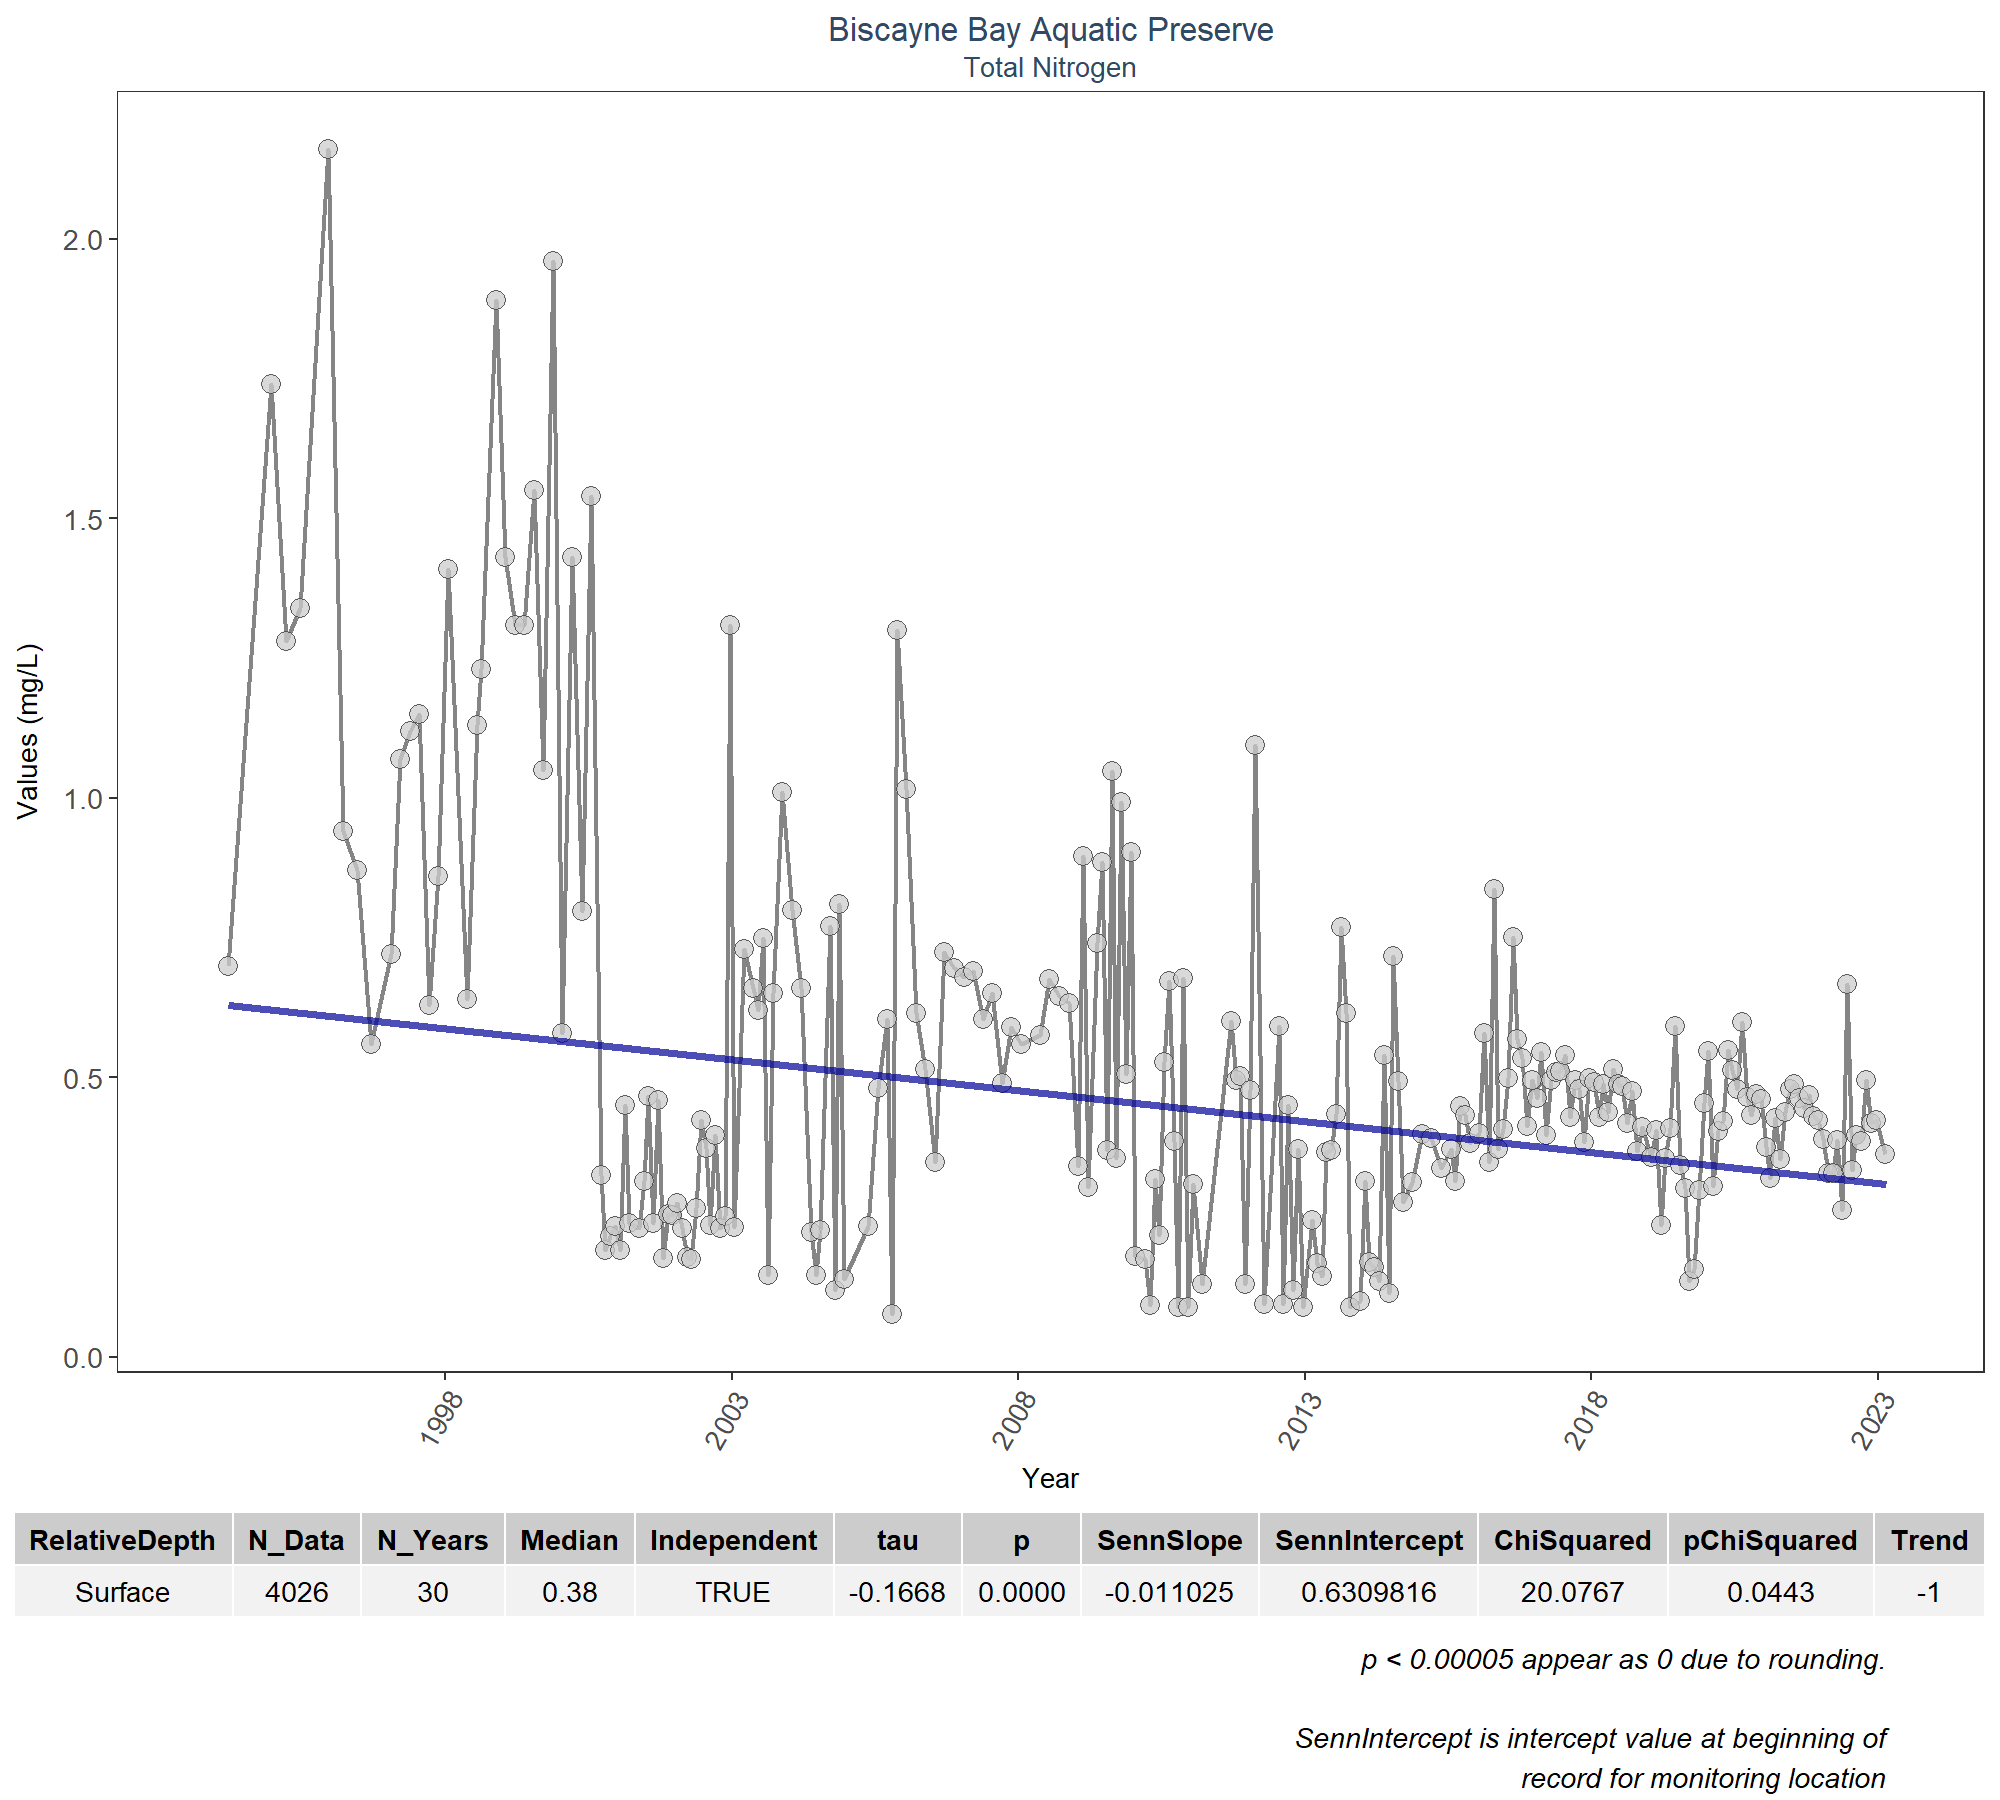 Biscayne Bay Aquatic Preserve
Total Nitrogen
Values (mg/L)
2.0
1.5
1.0
0.5
0.0
1998 2003 2008 2013 2018 2023
Year
RelativeDepth N_Data N_Years Median Independent tau p SennSlope SennIntercept ChiSquared pChiSquared Trend
Surface 4026 30 0.38 TRUE -0.1668 0.0000 -0.011025 0.6309816 20.0767 0.0443 -1
p < 0.00005 appear as 0 due to rounding.
SennIntercept is intercept value at beginning of
record for monitoring location